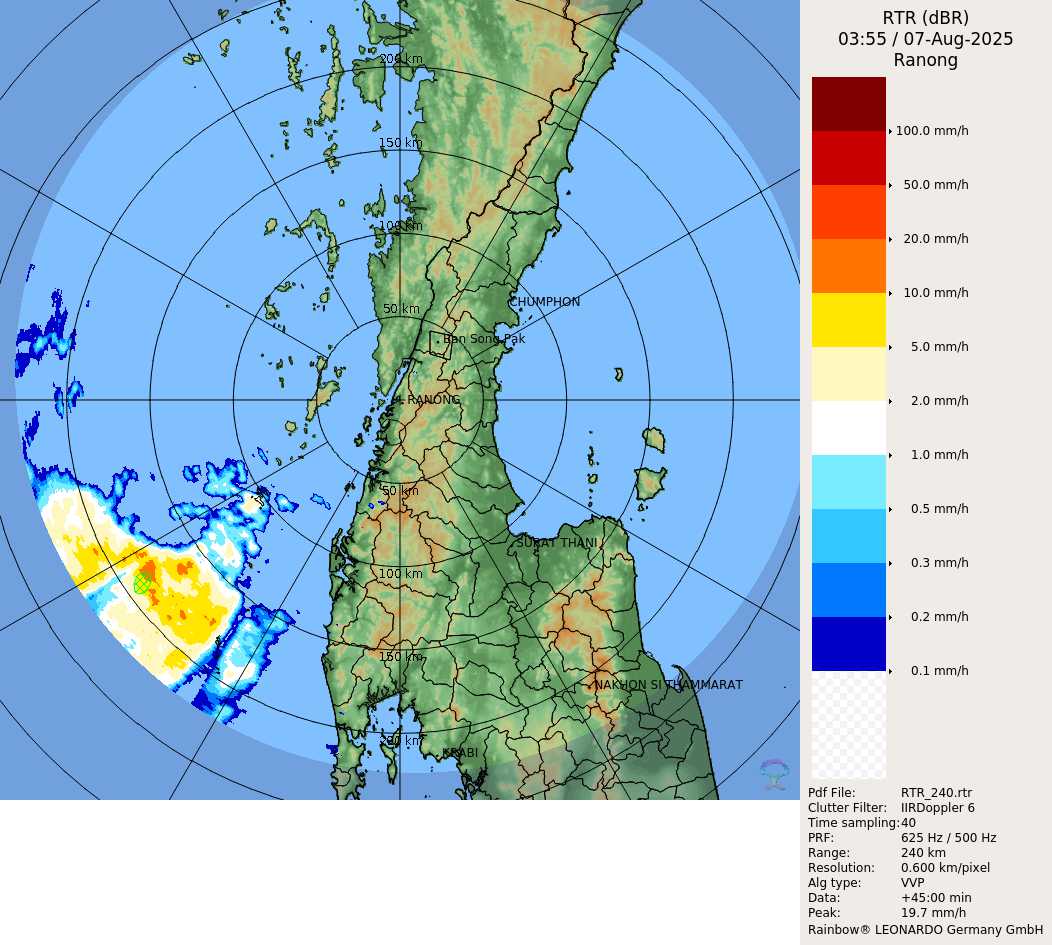 RTR (dBR)
03:55 / 07-Aug-2025
Ranong
100.0 mm/h
50.0 mm/h
20.0 mm/h
10.0 mm/h
5.0 mm/h
2.0 mm/h
1.0 mm/h
0.5 mm/h
0.3 mm/h
0.2 mm/h
0.1 mm/h
200 km
150 km
100 km
50 km
CHUMPHON
Ban Song Pak
RANONG
50 km
SURAT THANI
100 km
150 km
NAKHON SI THAMMARAT
200 km
KRABI
Pdf File: RTR_240.rtr
Clutter Filter: IIRDoppler 6
Time sampling:40
PRF: 625 Hz / 500 Hz
Range: 240 km
Resolution: 0.600 km/pixel
Alg type: VVP
Data: +45:00 min
Peak: 19.7 mm/h
Rainbow® LEONARDO Germany GmbH